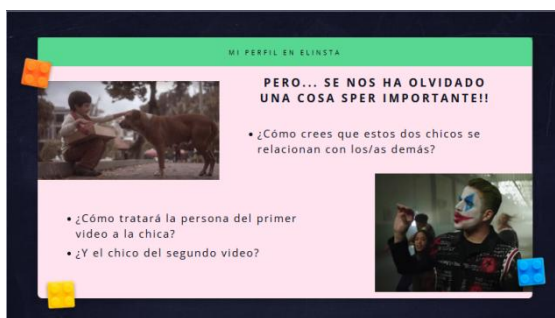 MI PERFIL EN ELINSTA
PERO... SE NOS HA OLVIDADO
UNA COSA SPER IMPORTANTE!!
• ¿Cómo crees que estos dos chicos se
relacionan con los/as demás?
• ¿Cómo tratará la persona del primer
video a la chica?
• ¿Y el chico del segundo video?